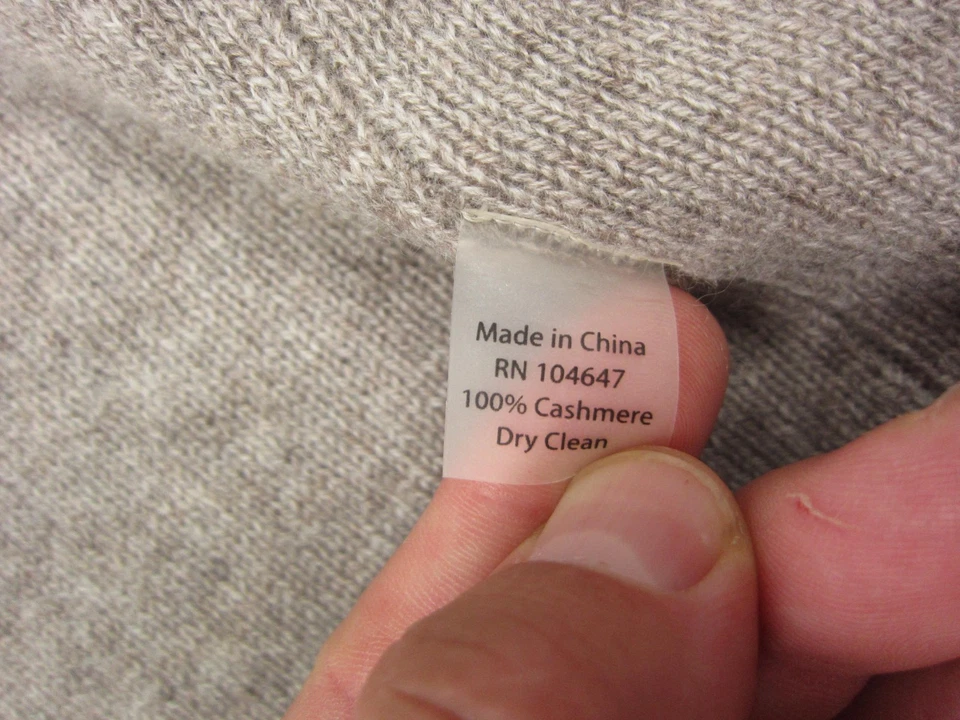 Made in China
RN 104647
100% Cashmere
Dry Clean